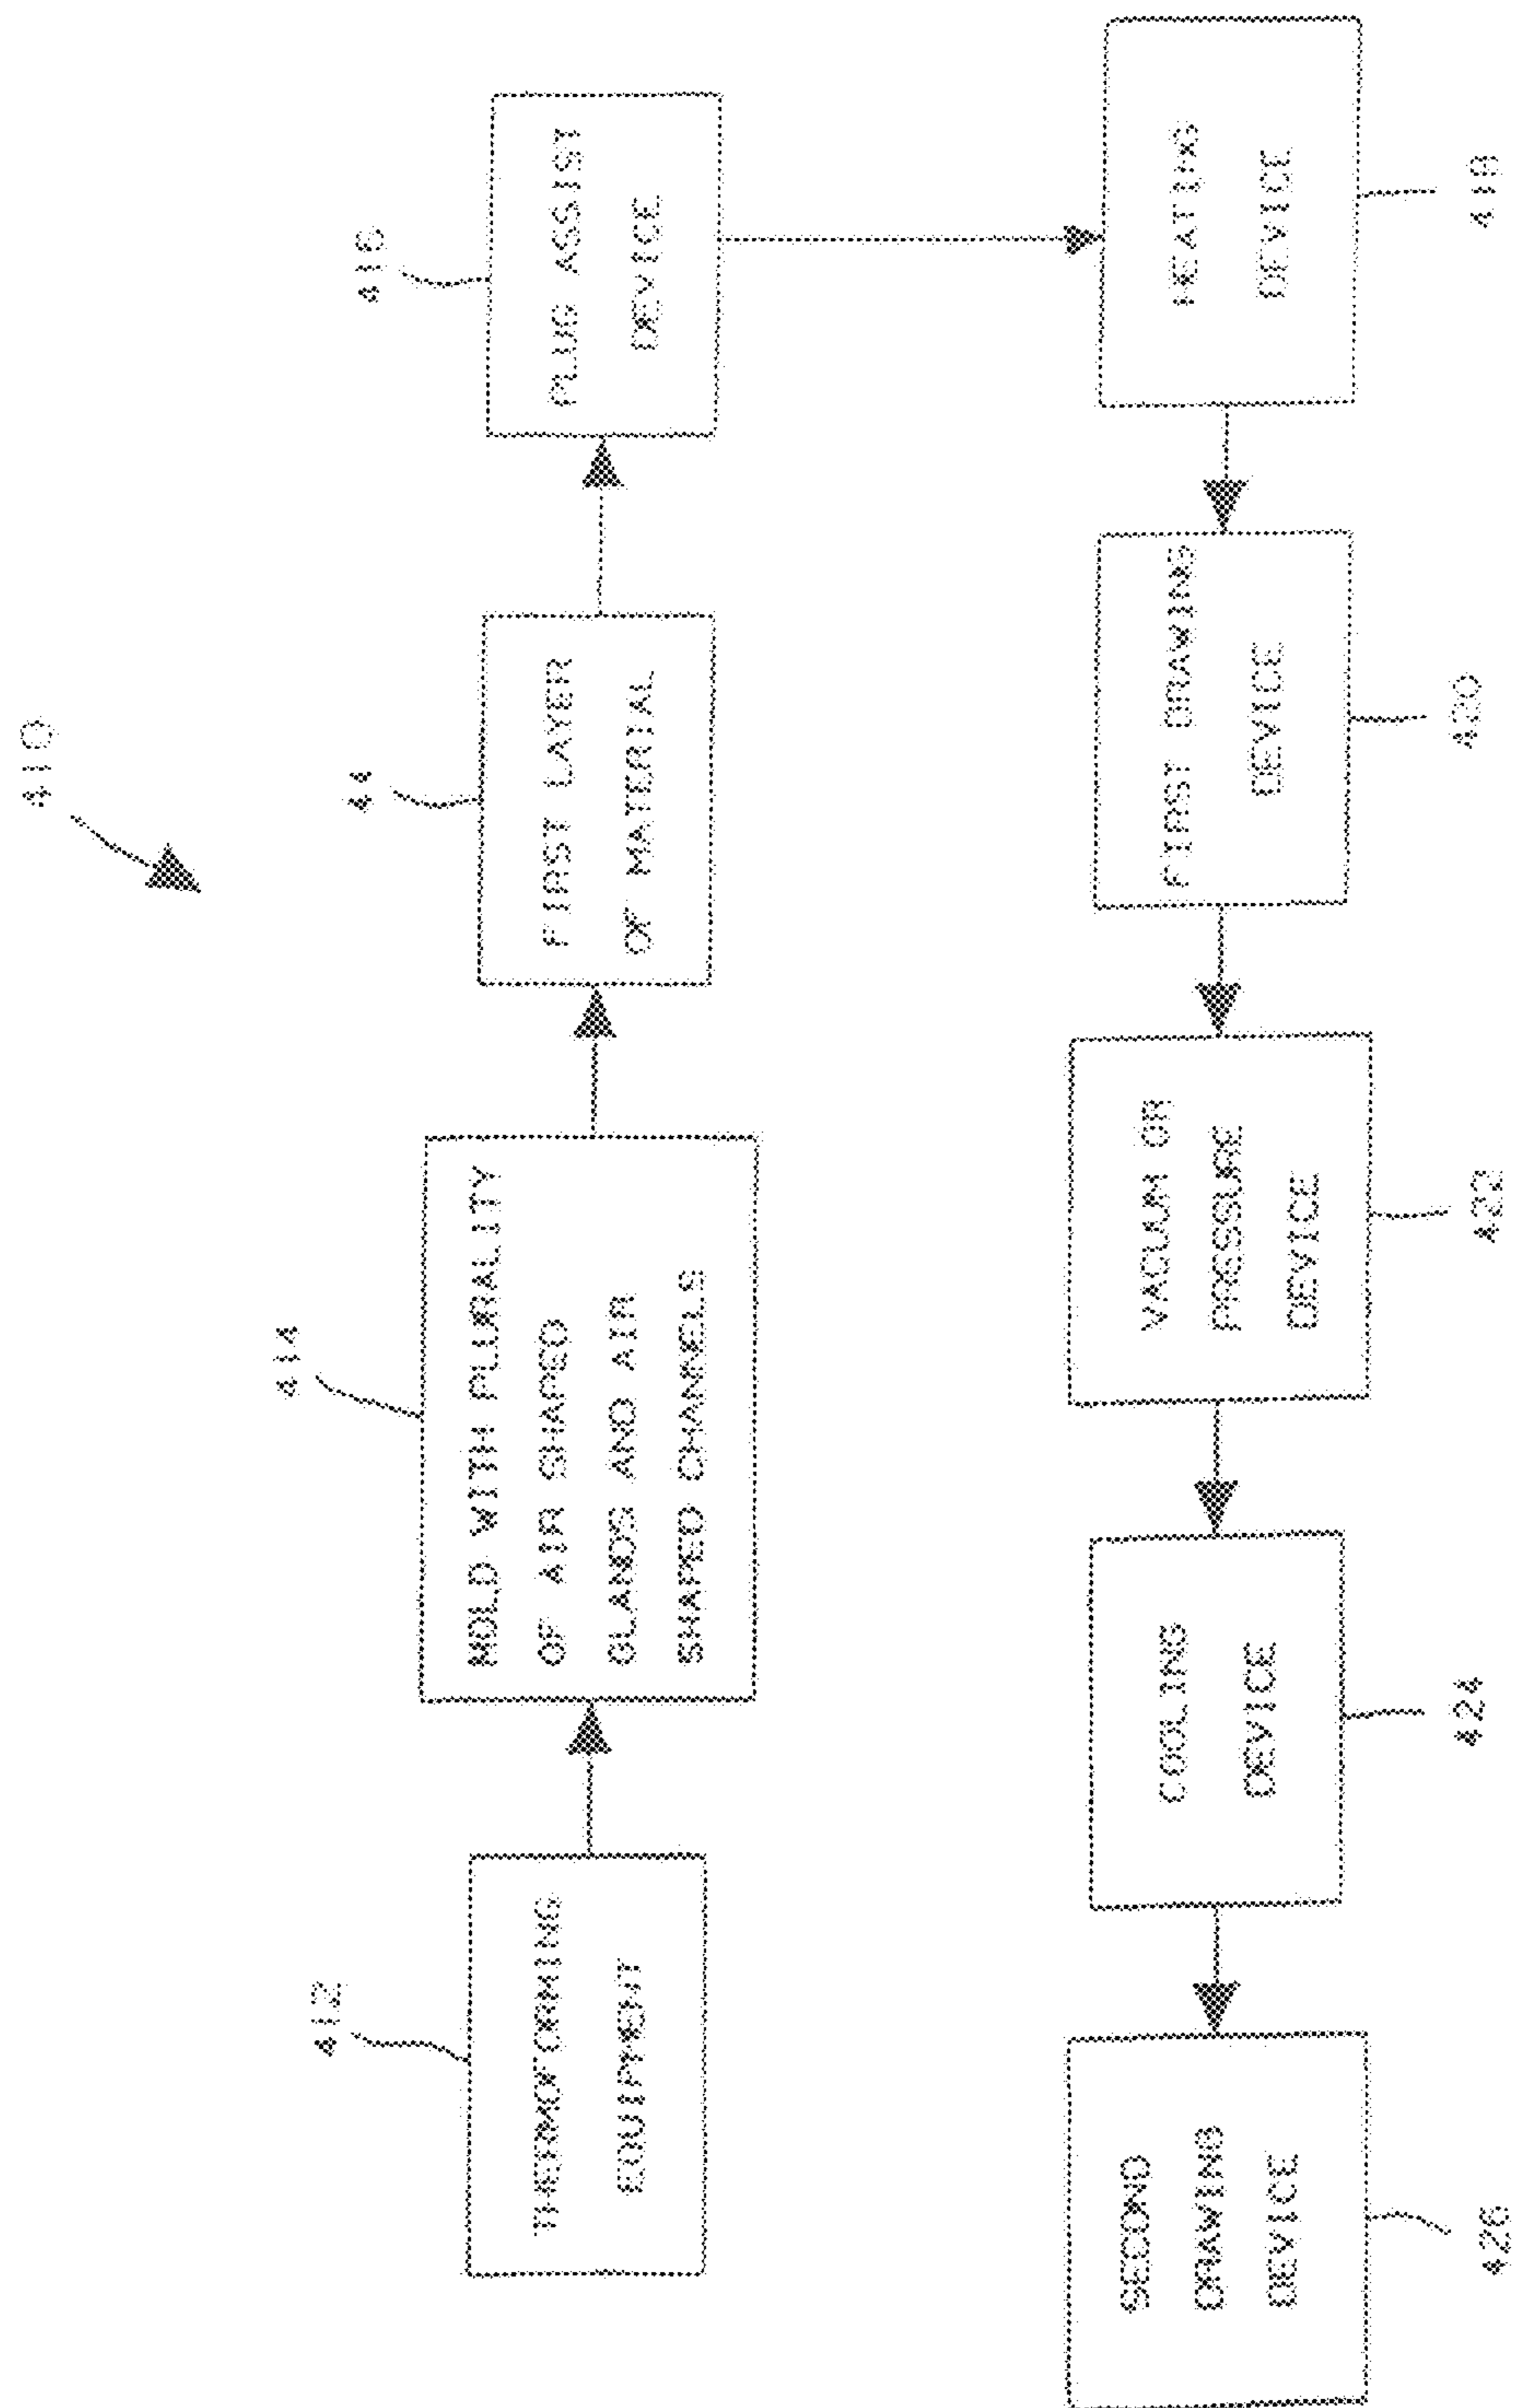 410
412
THERMOFORMING
EQUIPMENT
414
MOLD WITH PLURALITY
OF AIR SHAPED
GLANDS AND AIR
SHAPED CHANNELS
44
FIRST LAYER
OF MATERIAL
416
PLUG ASSIST
DEVICE
HEATING
DEVICE
418
FIRST DRAWING
DEVICE
420
VACUUM OR
PRESSURE
DEVICE
422
COOLING
DEVICE
424
SECOND
DRAWING
DEVICE
426